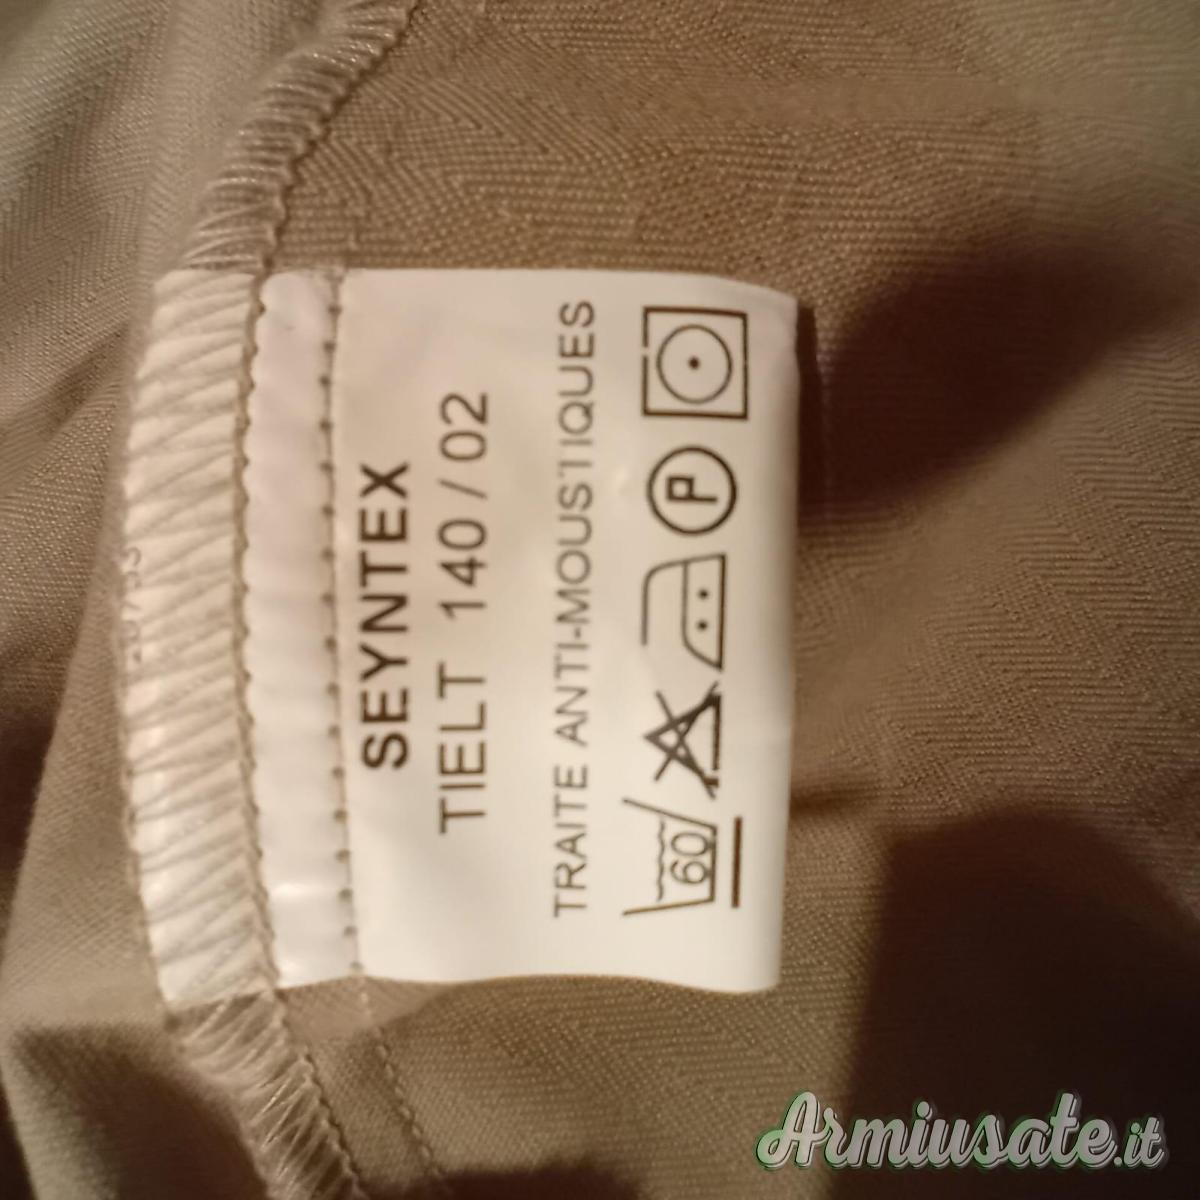 SEYNTEX
TIELT 140 / 02
TRAITE ANTI-MOUSTIQUES
60 P
Armiusate.it